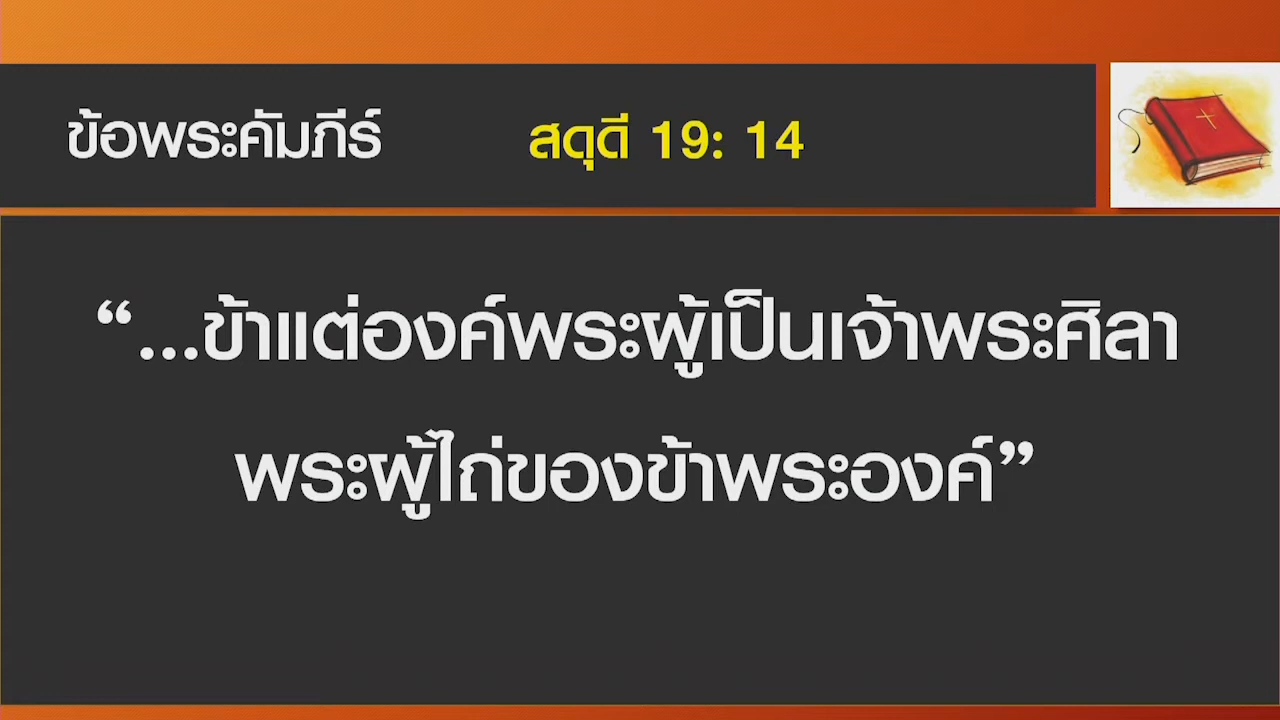 ข้อพระคัมภีร์ สดุดี 19: 14
“...ข้าแต่องค์พระผู้เป็นเจ้าพระศิลา
พระผู้ไถ่ของข้าพระองค์”